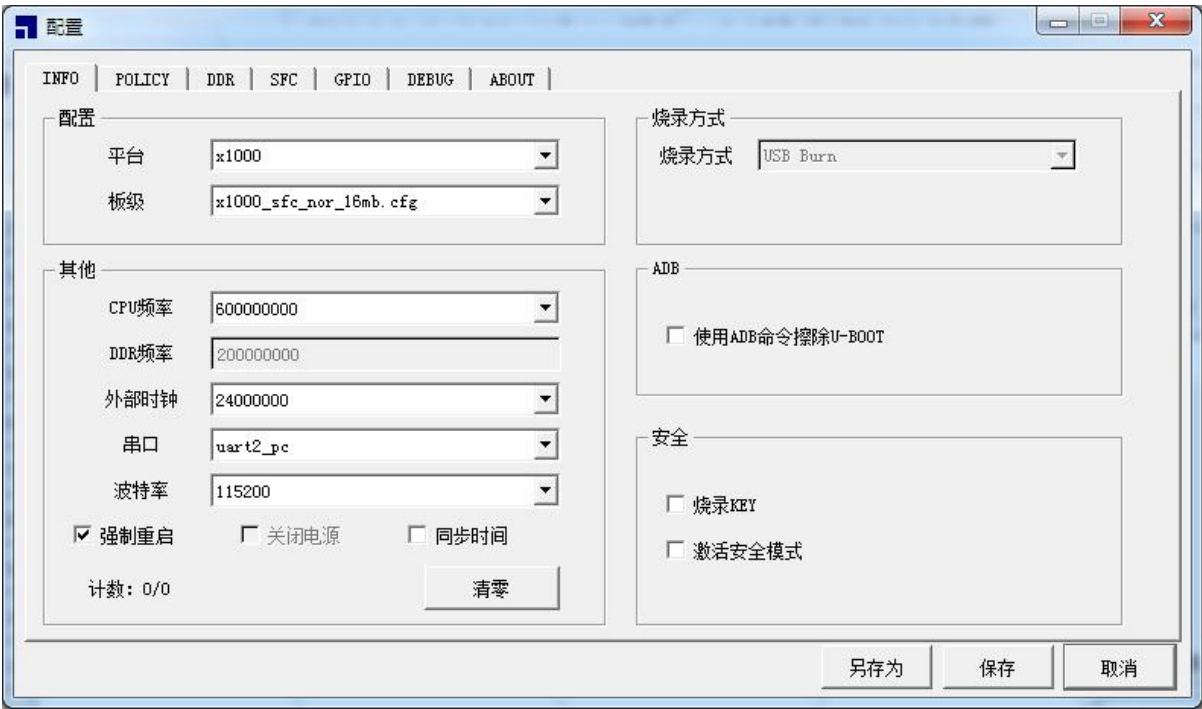 配置
INFO
POLICY
DDR
SFC
GPIO
DEBUG
ABOUT
配置
平台
x1000
板级
x1000_sfc_nor_16mb.cfg
其他
CPU频率
600000000
DDR频率
200000000
外部时钟
24000000
串口
uart2_pc
波特率
115200
强制重启
关闭电源
同步时间
计数: 0/0
清零
烧录方式
烧录方式
USB Burn
ADB
使用ADB命令擦除U-BOOT
安全
烧录KEY
激活安全模式
另存为
保存
取消